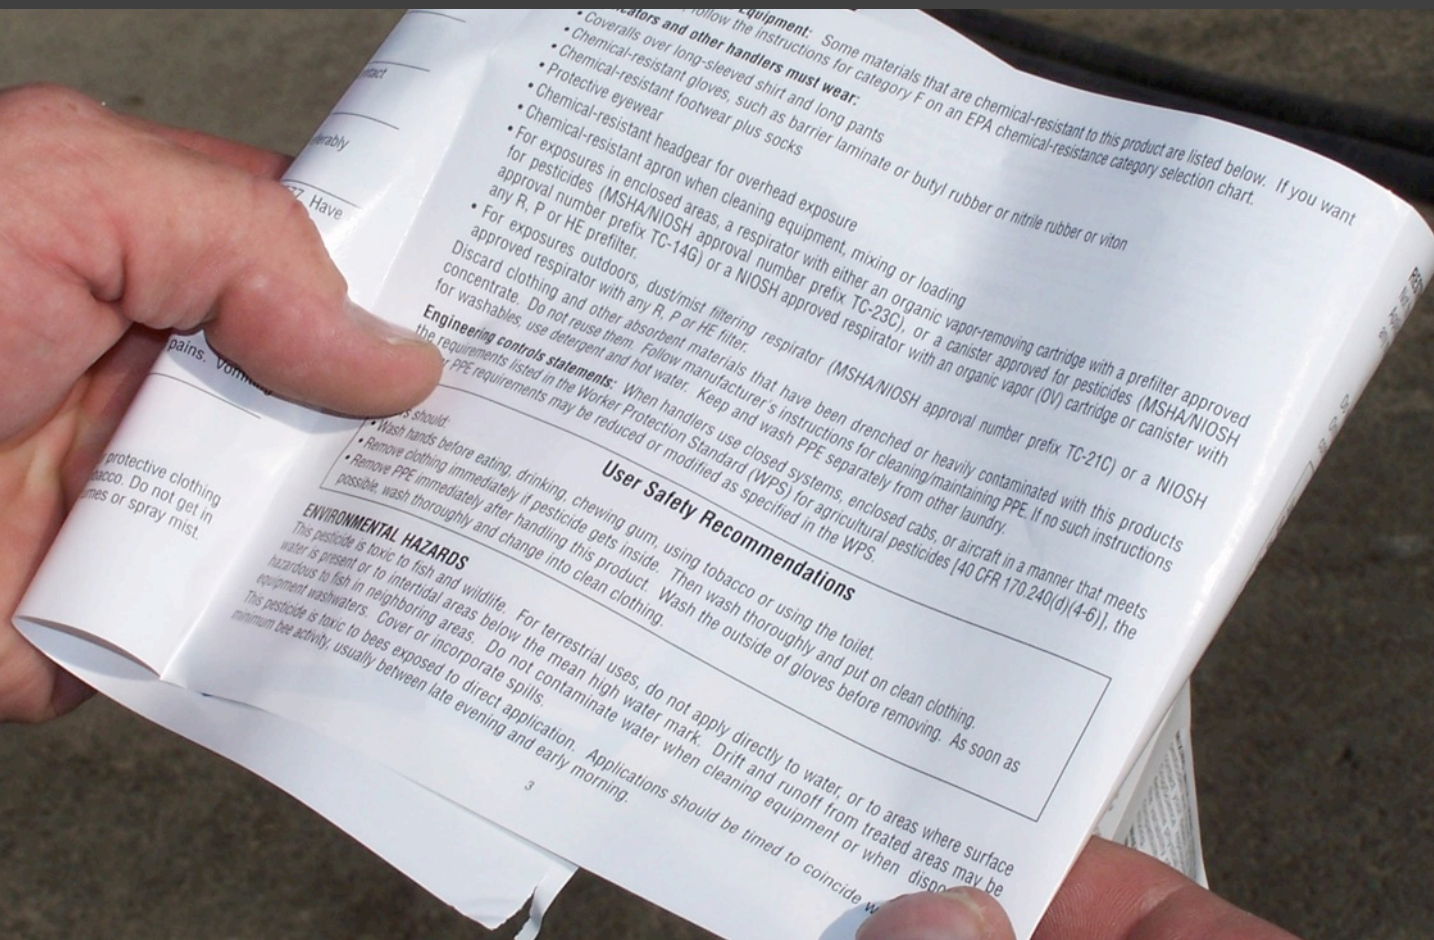 Equipment: Some materials that are chemical-resistant to this product are listed below. If you want
follow the instructions for category F on an EPA chemical-resistance category selection chart.
and other handlers must wear:
• Coveralls over long-sleeved shirt and long pants
• Chemical-resistant gloves, such as barrier laminate or butyl rubber or nitrile rubber or viton
• Chemical-resistant footwear plus socks
• Protective eyewear
• Chemical-resistant headgear for overhead exposure
• Chemical-resistant apron when cleaning equipment, mixing or loading
• For exposures in enclosed areas, a respirator with either an organic vapor-removing cartridge with a prefilter approved
for pesticides (MSHA/NIOSH approval number prefix TC-23C), or a canister approved for pesticides (MSHA/NIOSH
approval number prefix TC-14G) or a NIOSH approved respirator with an organic vapor (OV) cartridge or canister with
any R, P or HE prefilter.
• For exposures outdoors, dust/mist filtering respirator (MSHA/NIOSH approval number prefix TC-21C) or a NIOSH
approved respirator with any R, P or HE filter.
Discard clothing and other absorbent materials that have been drenched or heavily contaminated with this products
concentrate. Do not reuse them. Follow manufacturer's instructions for cleaning/maintaining PPE. If no such instructions
for washables, use detergent and hot water. Keep and wash PPE separately from other laundry.
Engineering controls statements: When handlers use closed systems, enclosed cabs, or aircraft in a manner that meets
the requirements listed in the Worker Protection Standard (WPS) for agricultural pesticides [40 CFR 170.240(d)(4-6)], the
PPE requirements may be reduced or modified as specified in the WPS.
User Safety Recommendations
should:
• Wash hands before eating, drinking, chewing gum, using tobacco or using the toilet.
• Remove clothing immediately if pesticide gets inside. Then wash thoroughly and put on clean clothing.
• Remove PPE immediately after handling this product. Wash the outside of gloves before removing. As soon as
possible, wash thoroughly and change into clean clothing.
ENVIRONMENTAL HAZARDS
This pesticide is toxic to fish and wildlife. For terrestrial uses, do not apply directly to water, or to areas where surface
water is present or to intertidal areas below the mean high water mark. Drift and runoff from treated areas may be
hazardous to fish in neighboring areas. Do not contaminate water when cleaning equipment or when
equipment washwaters. Cover or incorporate spills.
This pesticide is toxic to bees exposed to direct application. Applications should be timed to coincide
minimum bee activity, usually between late evening and early morning.
3
Have
pains.
protective clothing
Do not get in
or spray mist.